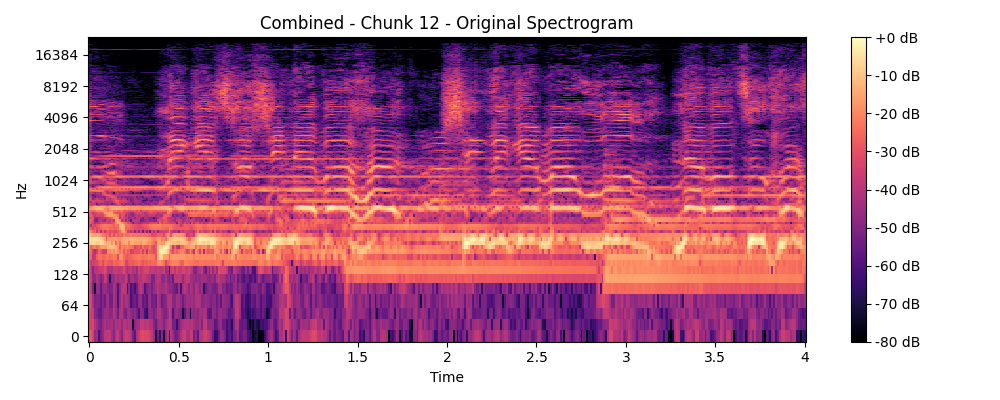 Combined - Chunk 12 - Original Spectrogram
Hz
16384
8192
4096
2048
1024
512
256
128
64
0
0 0.5 1 1.5 2 2.5 3 3.5 4
Time
+0 dB
-10 dB
-20 dB
-30 dB
-40 dB
-50 dB
-60 dB
-70 dB
-80 dB